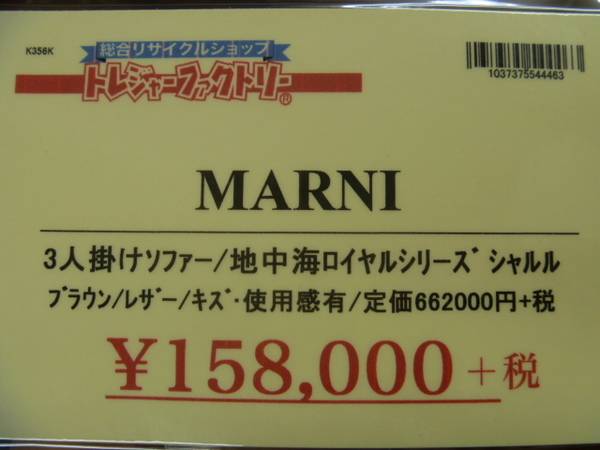 K356K
総合リサイクルショップ
トレジャーファクトリー®
1037375544463
MARNI
3人掛けソファー/地中海ロイヤルシリーズ シャルル
ブラウン/レザー/キズ・使用感有/定価662000円+税
¥158,000+税